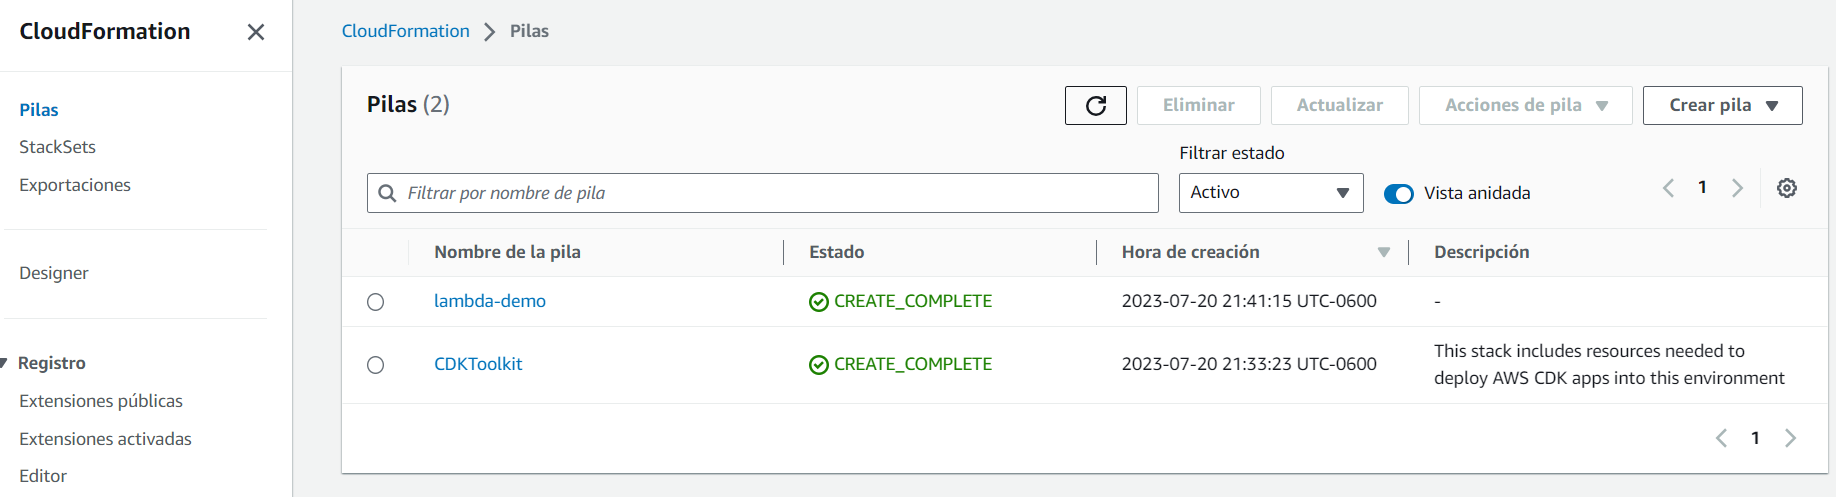 CloudFormation
Pilas
StackSets
Exportaciones
Designer
Registro
Extensiones públicas
Extensiones activadas
Editor
CloudFormation Pilas
Pilas (2)
Eliminar
Actualizar
Acciones de pila
Crear pila
Filtrar estado
Filtrar por nombre de pila
Activo
Vista anidada
1
Nombre de la pila Estado Hora de creación Descripción
lambda-demo CREATE_COMPLETE 2023-07-20 21:41:15 UTC-0600 -
CDKToolkit CREATE_COMPLETE 2023-07-20 21:33:23 UTC-0600 This stack includes resources needed to
deploy AWS CDK apps into this environment
1